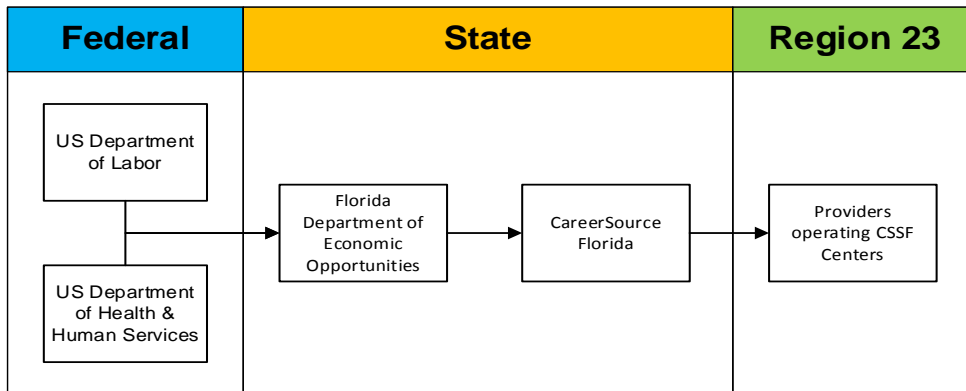 Federal
State
Region 23
US Department
of Labor
US Department
of Health &
Human Services
Florida
Department of
Economic
Opportunities
CareerSource
Florida
Providers
operating CSSF
Centers